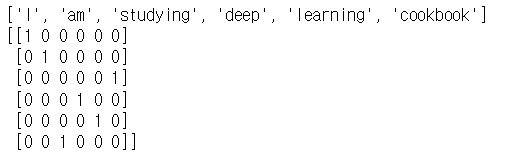 ['I', 'am', 'studying', 'deep', 'learning', 'cookbook']
[[1 0 0 0 0 0]
 [0 1 0 0 0 0]
 [0 0 0 0 0 1]
 [0 0 0 1 0 0]
 [0 0 0 0 1 0]
 [0 0 1 0 0 0]]